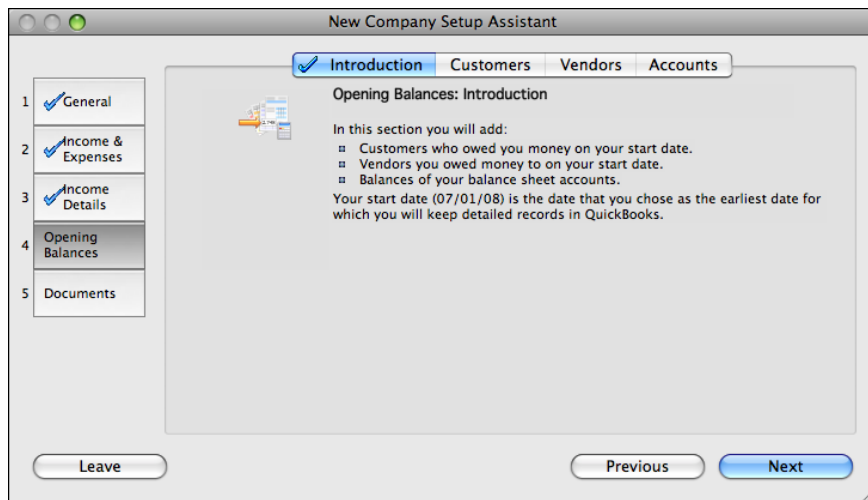 New Company Setup Assistant
Introduction Customers Vendors Accounts
1 General
2 Income &
Expenses
3 Income
Details
4 Opening
Balances
5 Documents
Opening Balances: Introduction
In this section you will add:
Customers who owed you money on your start date.
Vendors you owed money to on your start date.
Balances of your balance sheet accounts.
Your start date (07/01/08) is the date that you chose as the earliest date for
which you will keep detailed records in QuickBooks.
Leave Previous Next